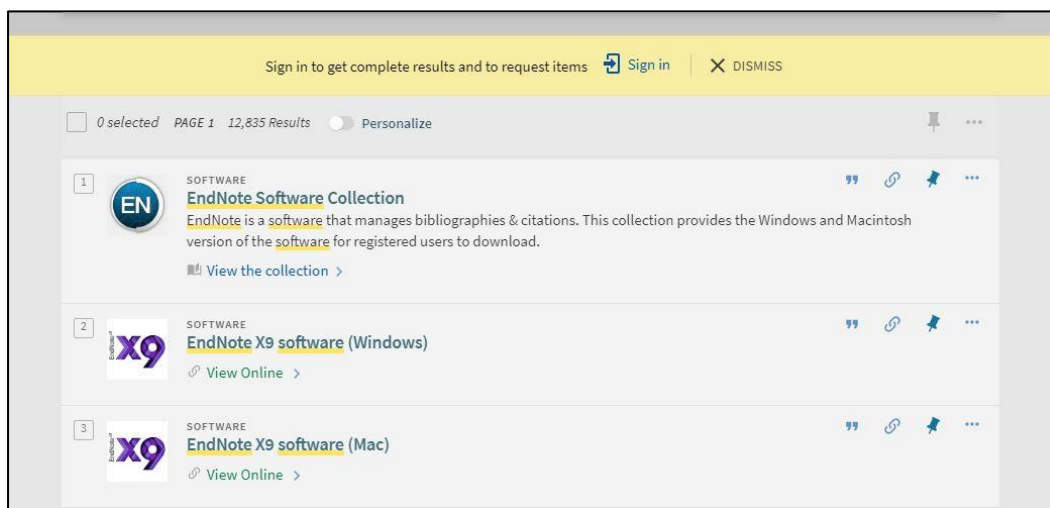 Sign in to get complete results and to request items Sign in DISMISS
0 selected PAGE 1 12,835 Results Personalize
1
EN
SOFTWARE
EndNote Software Collection
EndNote is a software that manages bibliographies & citations. This collection provides the Windows and Macintosh
version of the software for registered users to download.
View the collection >
2
EndNote X9
SOFTWARE
EndNote X9 software (Windows)
View Online >
3
EndNote X9
SOFTWARE
EndNote X9 software (Mac)
View Online >